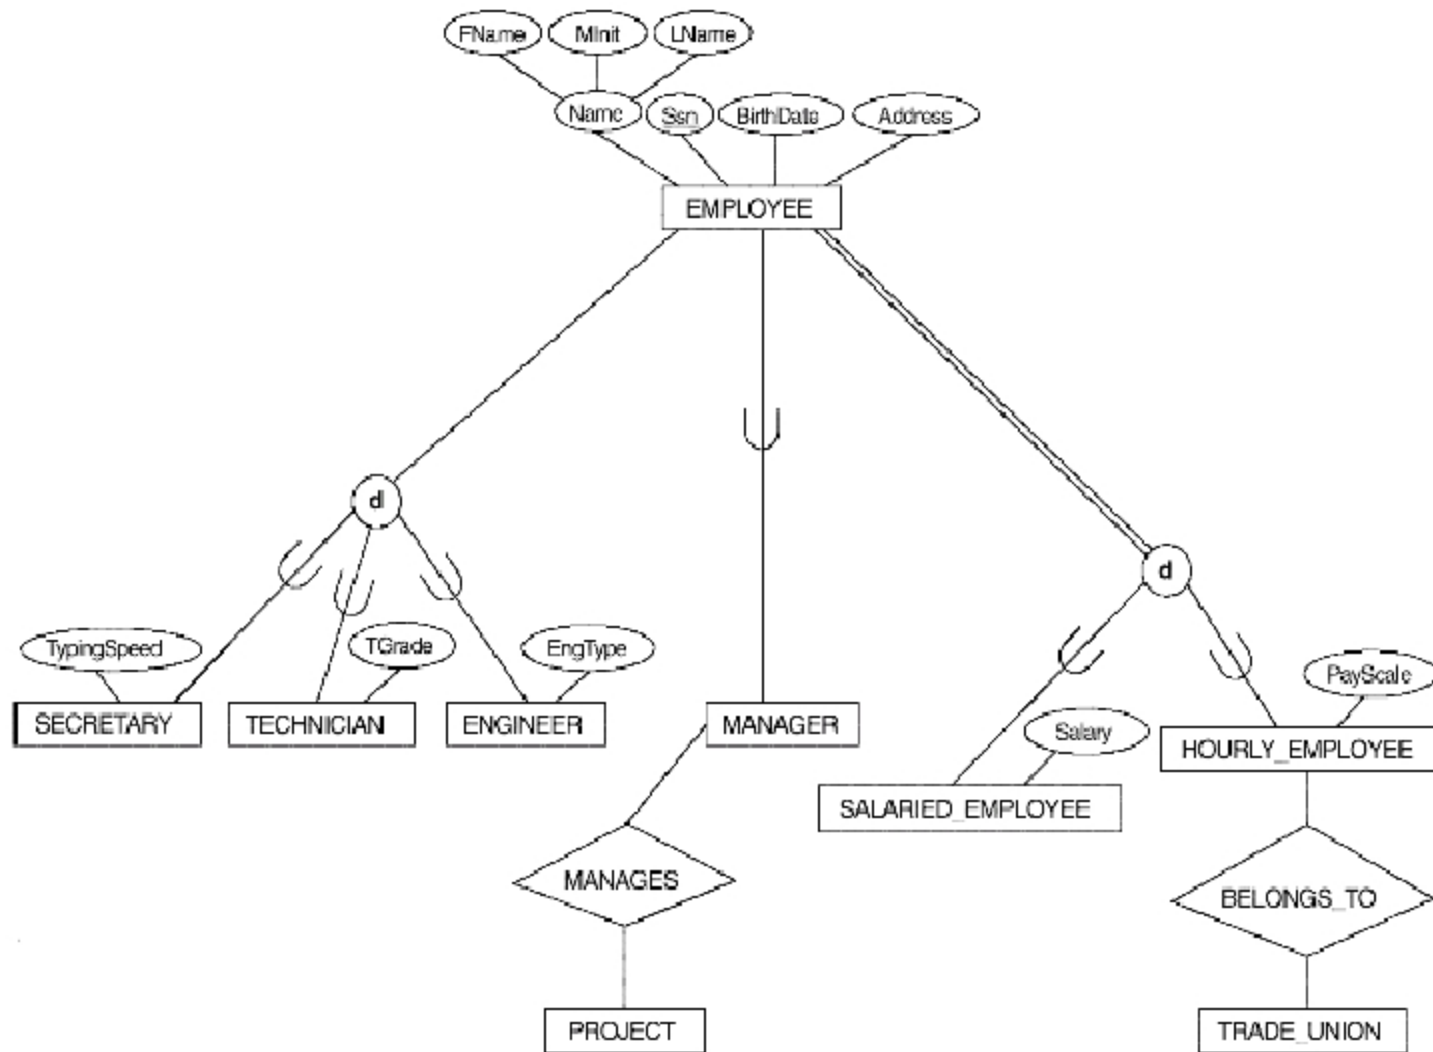 FName MInit LName
Name Ssn BirthDate Address
EMPLOYEE
d
d
TypingSpeed TGrade EngType
PayScale
SECRETARY TECHNICIAN ENGINEER MANAGER
Salary
HOURLY_EMPLOYEE
SALARIED_EMPLOYEE
MANAGES
BELONGS_TO
PROJECT TRADE_UNION